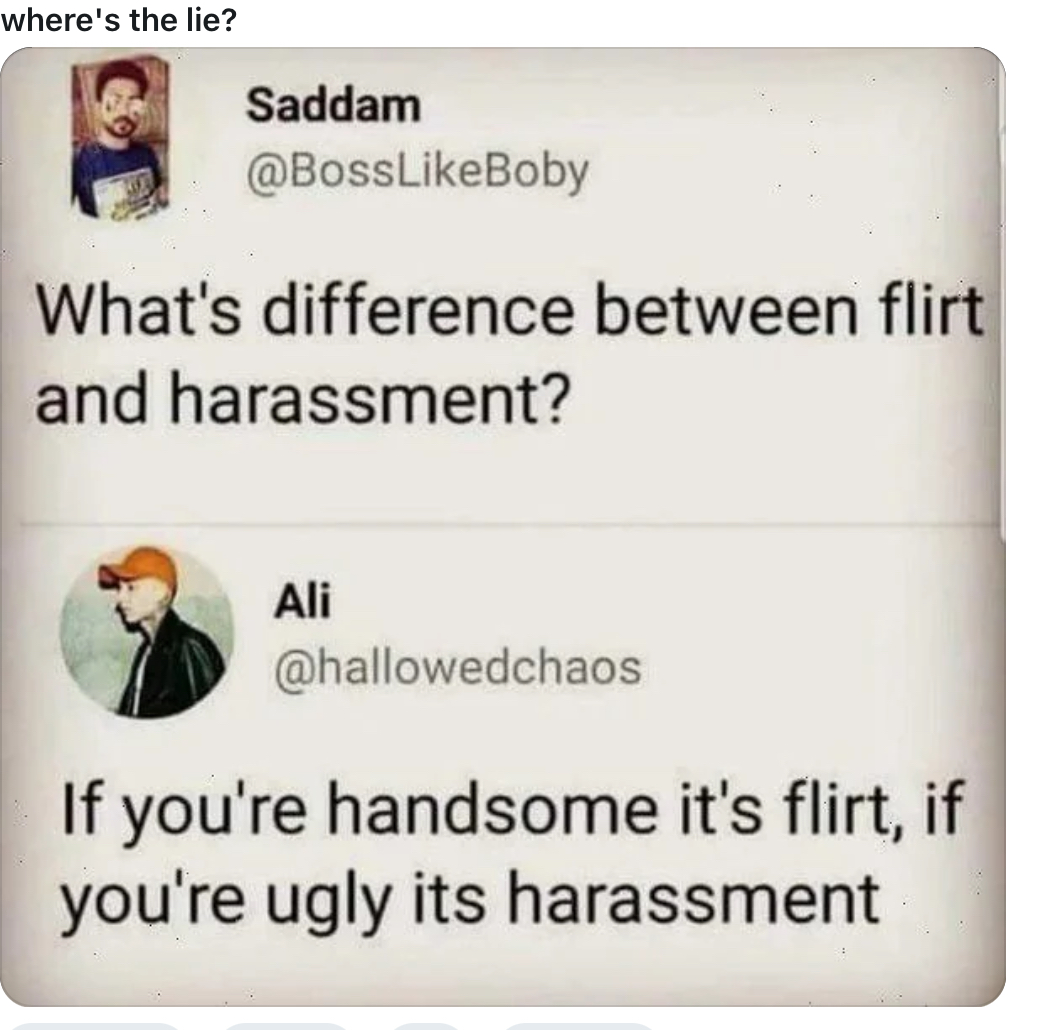 where's the lie?
Saddam
@BossLikeBoby
What's difference between flirt
and harassment?
Ali
@hallowedchaos
If you're handsome it's flirt, if
you're ugly its harassment